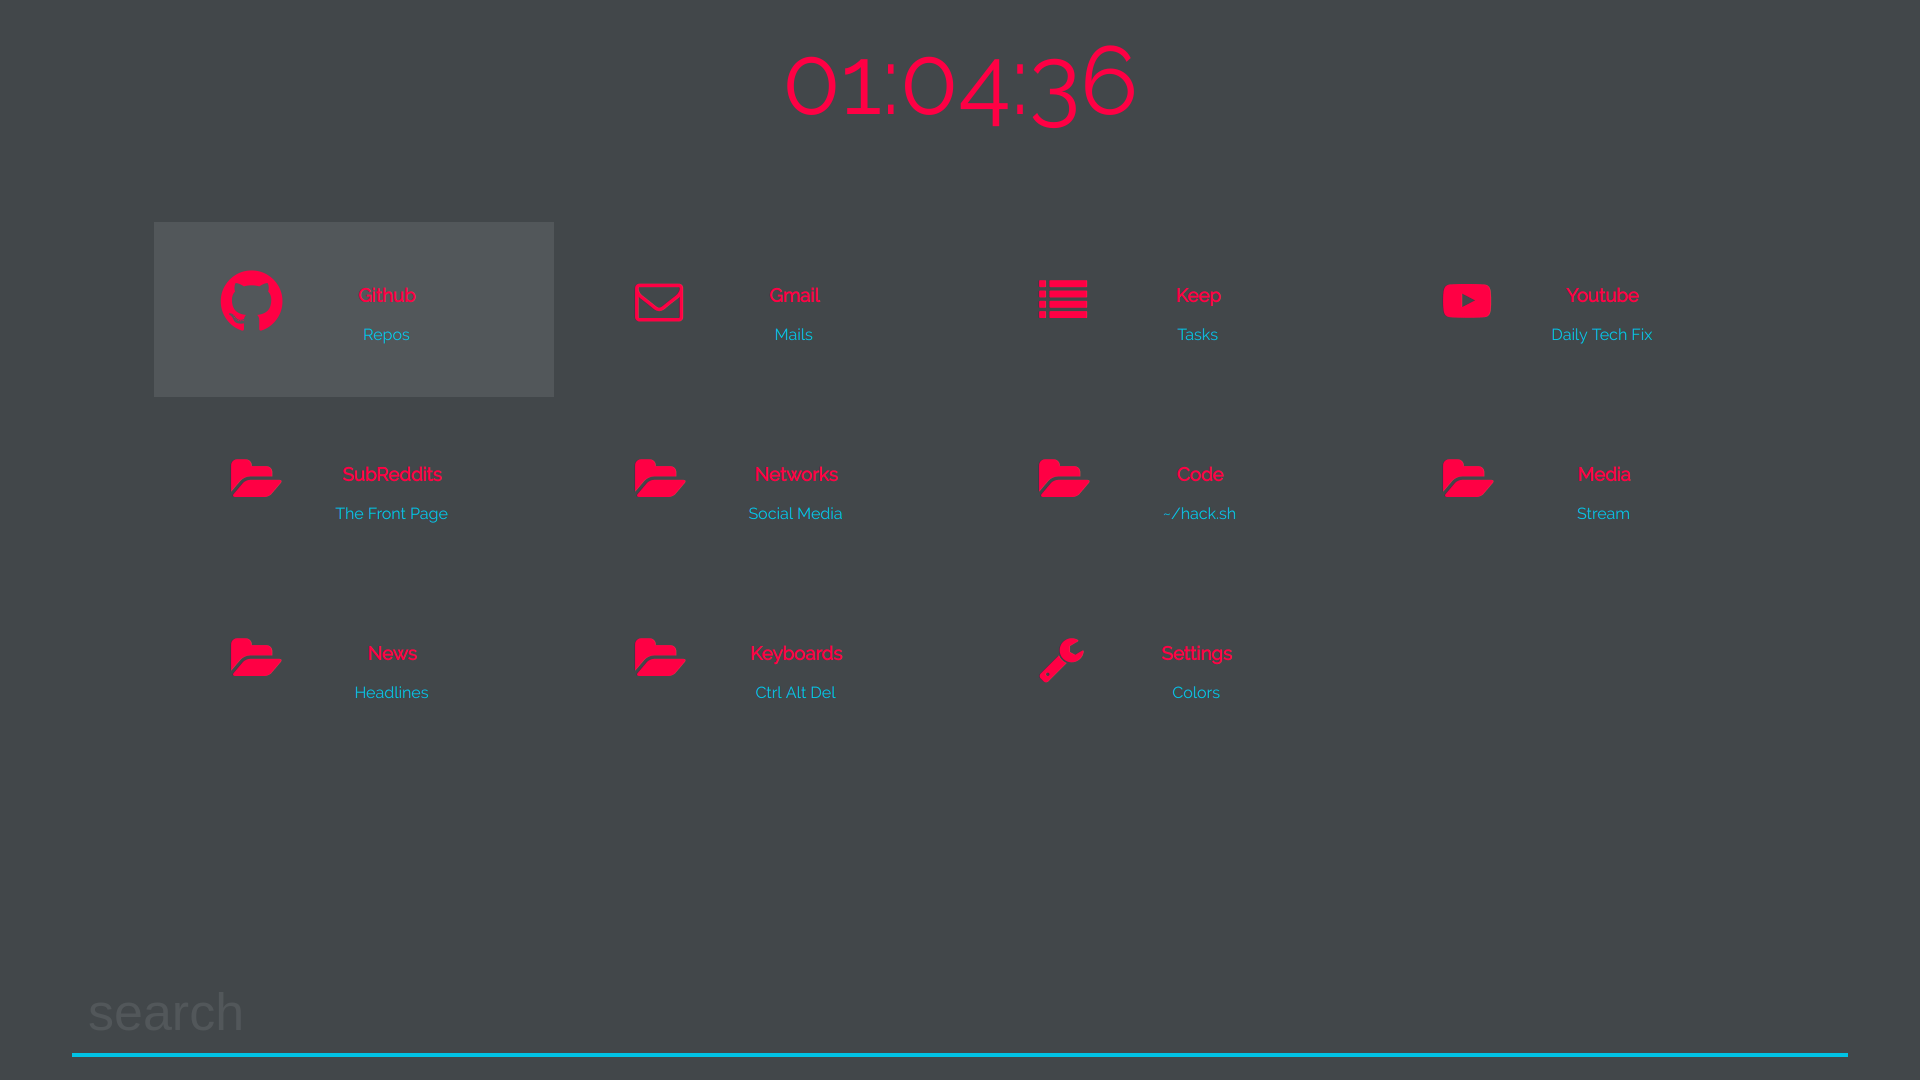 01:04:36
Github
Repos
Gmail
Mails
Keep
Tasks
Youtube
Daily Tech Fix
SubReddits
The Front Page
Networks
Social Media
Code
~/hack.sh
Media
Stream
News
Headlines
Keyboards
Ctrl Alt Del
Settings
Colors
search